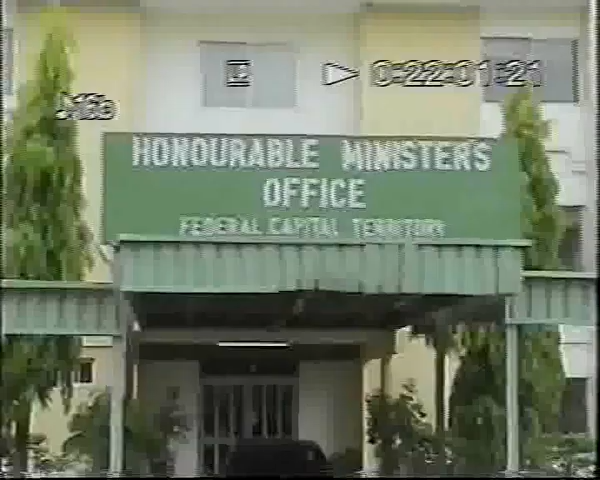 E 0:22:01:21
HONOURABLE MINISTERS
OFFICE
FEDERAL CAPITAL TERRITORY